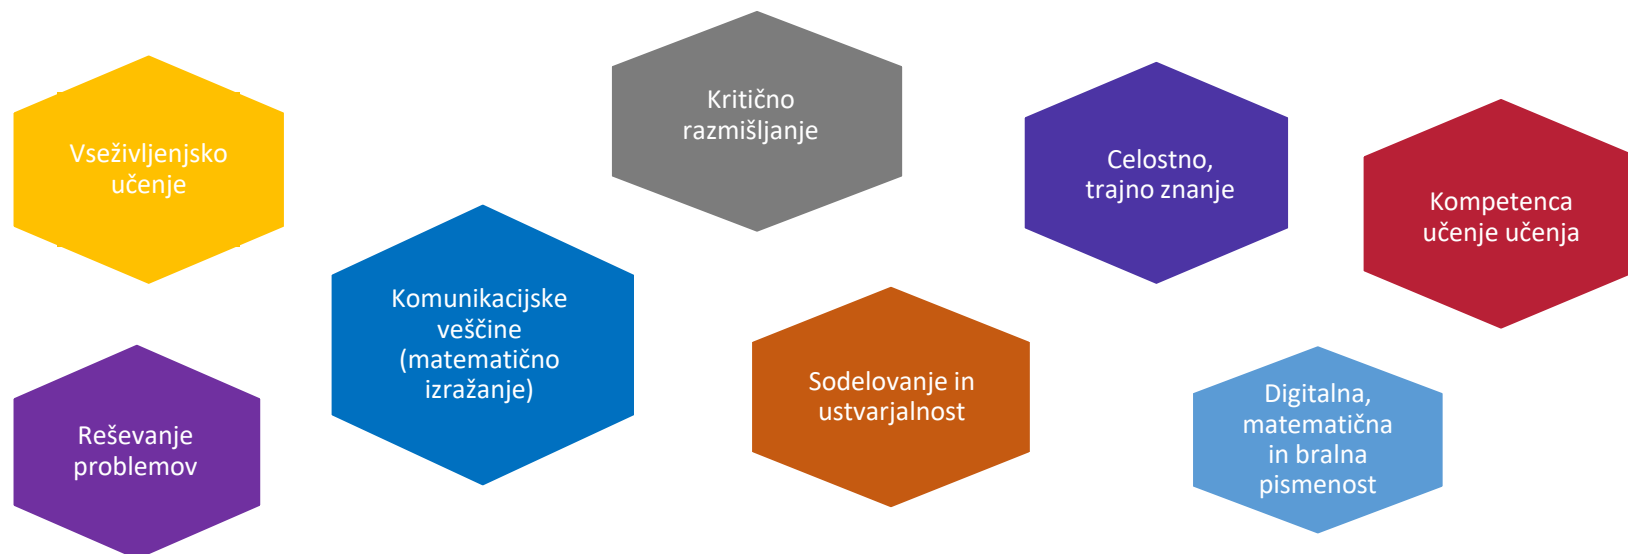 Vseživljenjsko
učenje
Kritično
razmišljanje
Celostno,
trajno znanje
Kompetenca
učenje učenja
Komunikacijske
veščine
(matematično
izražanje)
Sodelovanje in
ustvarjalnost
Digitalna,
matematična
in bralna
pismenost
Reševanje
problemov